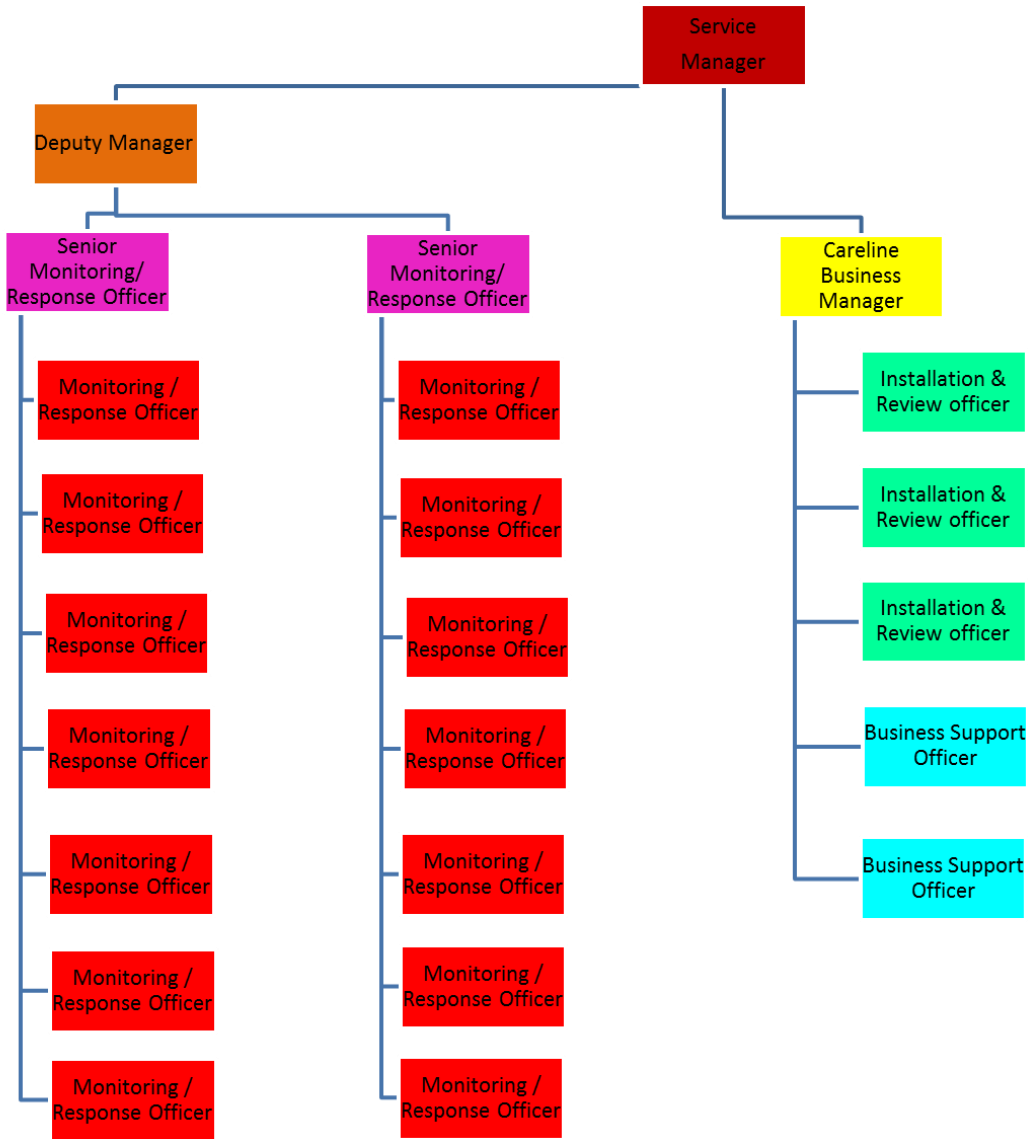 Service
Manager
Deputy Manager
Senior
Monitoring/
Response Officer
Senior
Monitoring/
Response Officer
Careline
Business
Manager
Monitoring /
Response Officer
Monitoring /
Response Officer
Installation &
Review officer
Monitoring /
Response Officer
Monitoring /
Response Officer
Installation &
Review officer
Monitoring /
Response Officer
Monitoring /
Response Officer
Installation &
Review officer
Monitoring /
Response Officer
Monitoring /
Response Officer
Business Support
Officer
Monitoring /
Response Officer
Monitoring /
Response Officer
Business Support
Officer
Monitoring /
Response Officer
Monitoring /
Response Officer
Monitoring /
Response Officer
Monitoring /
Response Officer